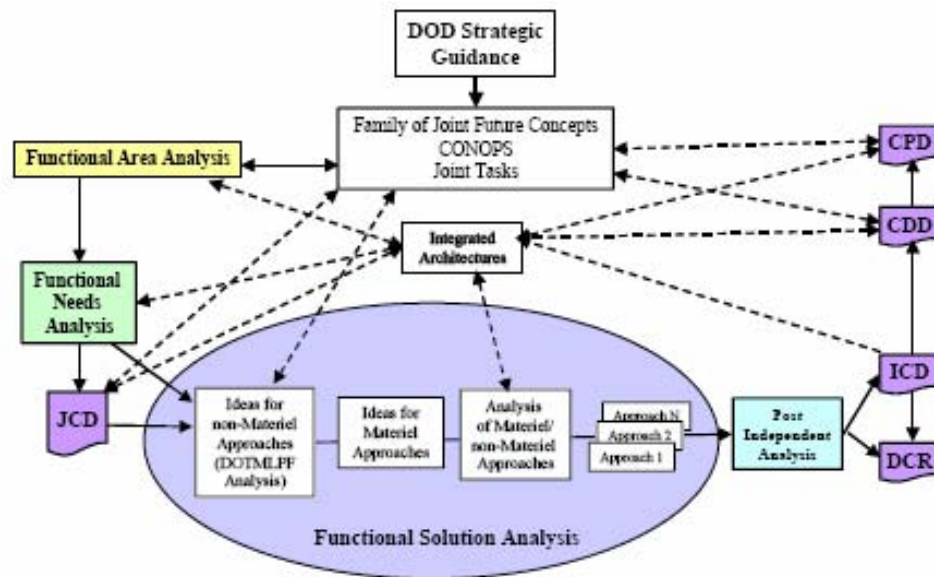 DOD Strategic
Guidance
Family of Joint Future Concepts
CONOPS
Joint Tasks
CPD
Functional Area Analysis
CDD
Integrated
Architectures
Functional
Needs
Analysis
ICD
JCD
Ideas for
non-Materiel
Approaches
(DOTMLPF
Analysis)
Ideas for
Materiel
Approaches
Analysis
of Materiel/
non-Materiel
Approaches
Approach N
Approach 2
Approach 1
Post
Independent
Analysis
DCR
Functional Solution Analysis